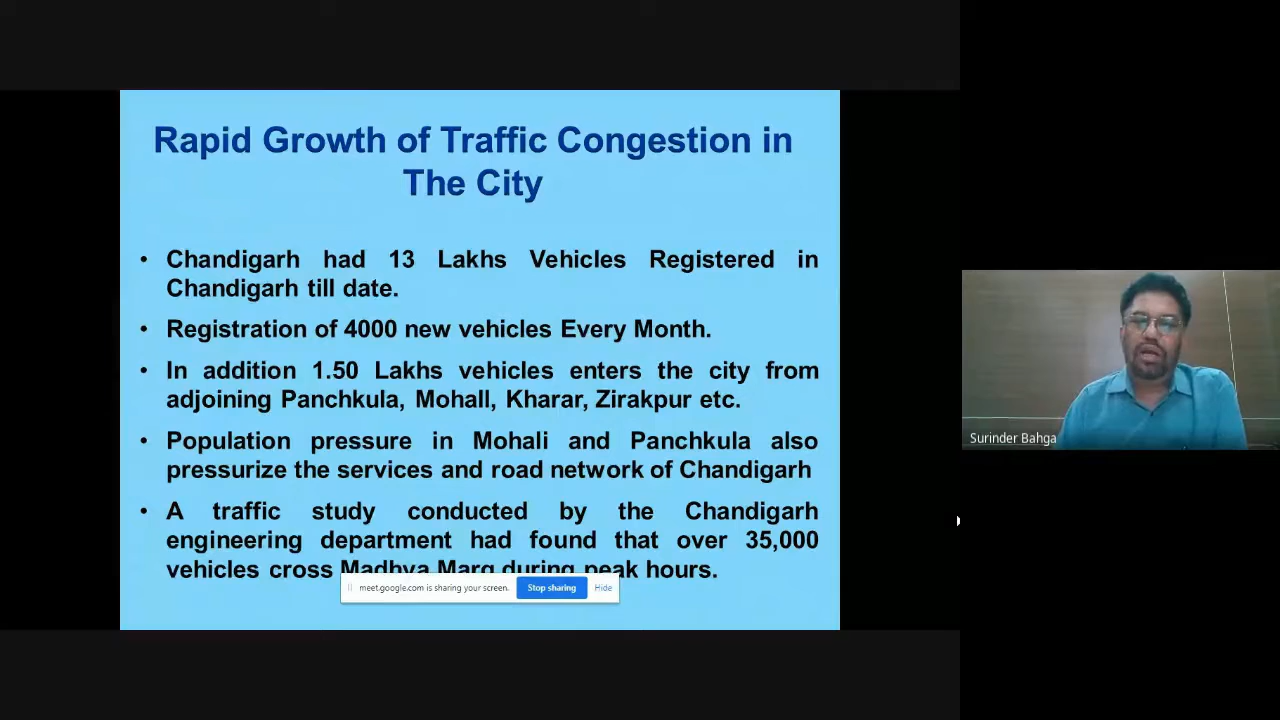 Rapid Growth of Traffic Congestion in
The City
• Chandigarh had 13 Lakhs Vehicles Registered in
Chandigarh till date.
• Registration of 4000 new vehicles Every Month.
• In addition 1.50 Lakhs vehicles enters the city from
adjoining Panchkula, Mohall, Kharar, Zirakpur etc.
• Population pressure in Mohali and Panchkula also
pressurize the services and road network of Chandigarh
• A traffic study conducted by the Chandigarh
engineering department had found that over 35,000
vehicles cross Madhya Marg during peak hours.
meet.google.com is sharing your screen. Stop sharing Hide
Surinder Bahga